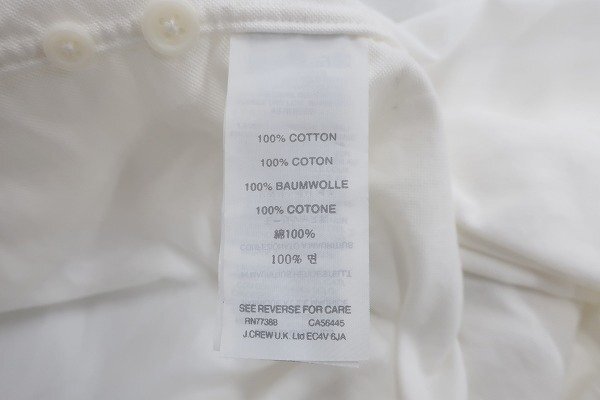 100% COTTON
100% COTON
100% BAUMWOLLE
100% COTONE
綿100%
100% 면
SEE REVERSE FOR CARE
RN77388 CA56445
J.CREW U.K. Ltd EC4V 6JA